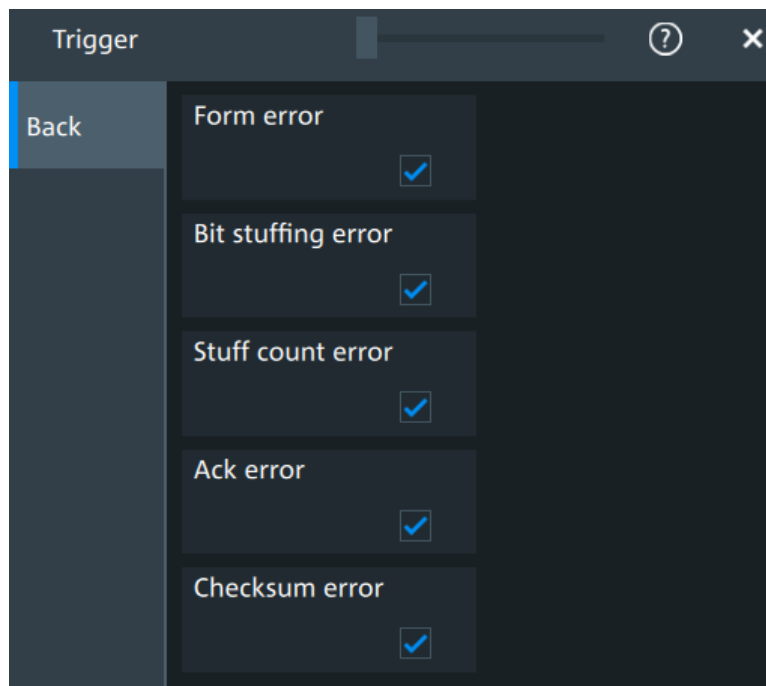 Trigger
Back
Form error
Bit stuffing error
Stuff count error
Ack error
Checksum error